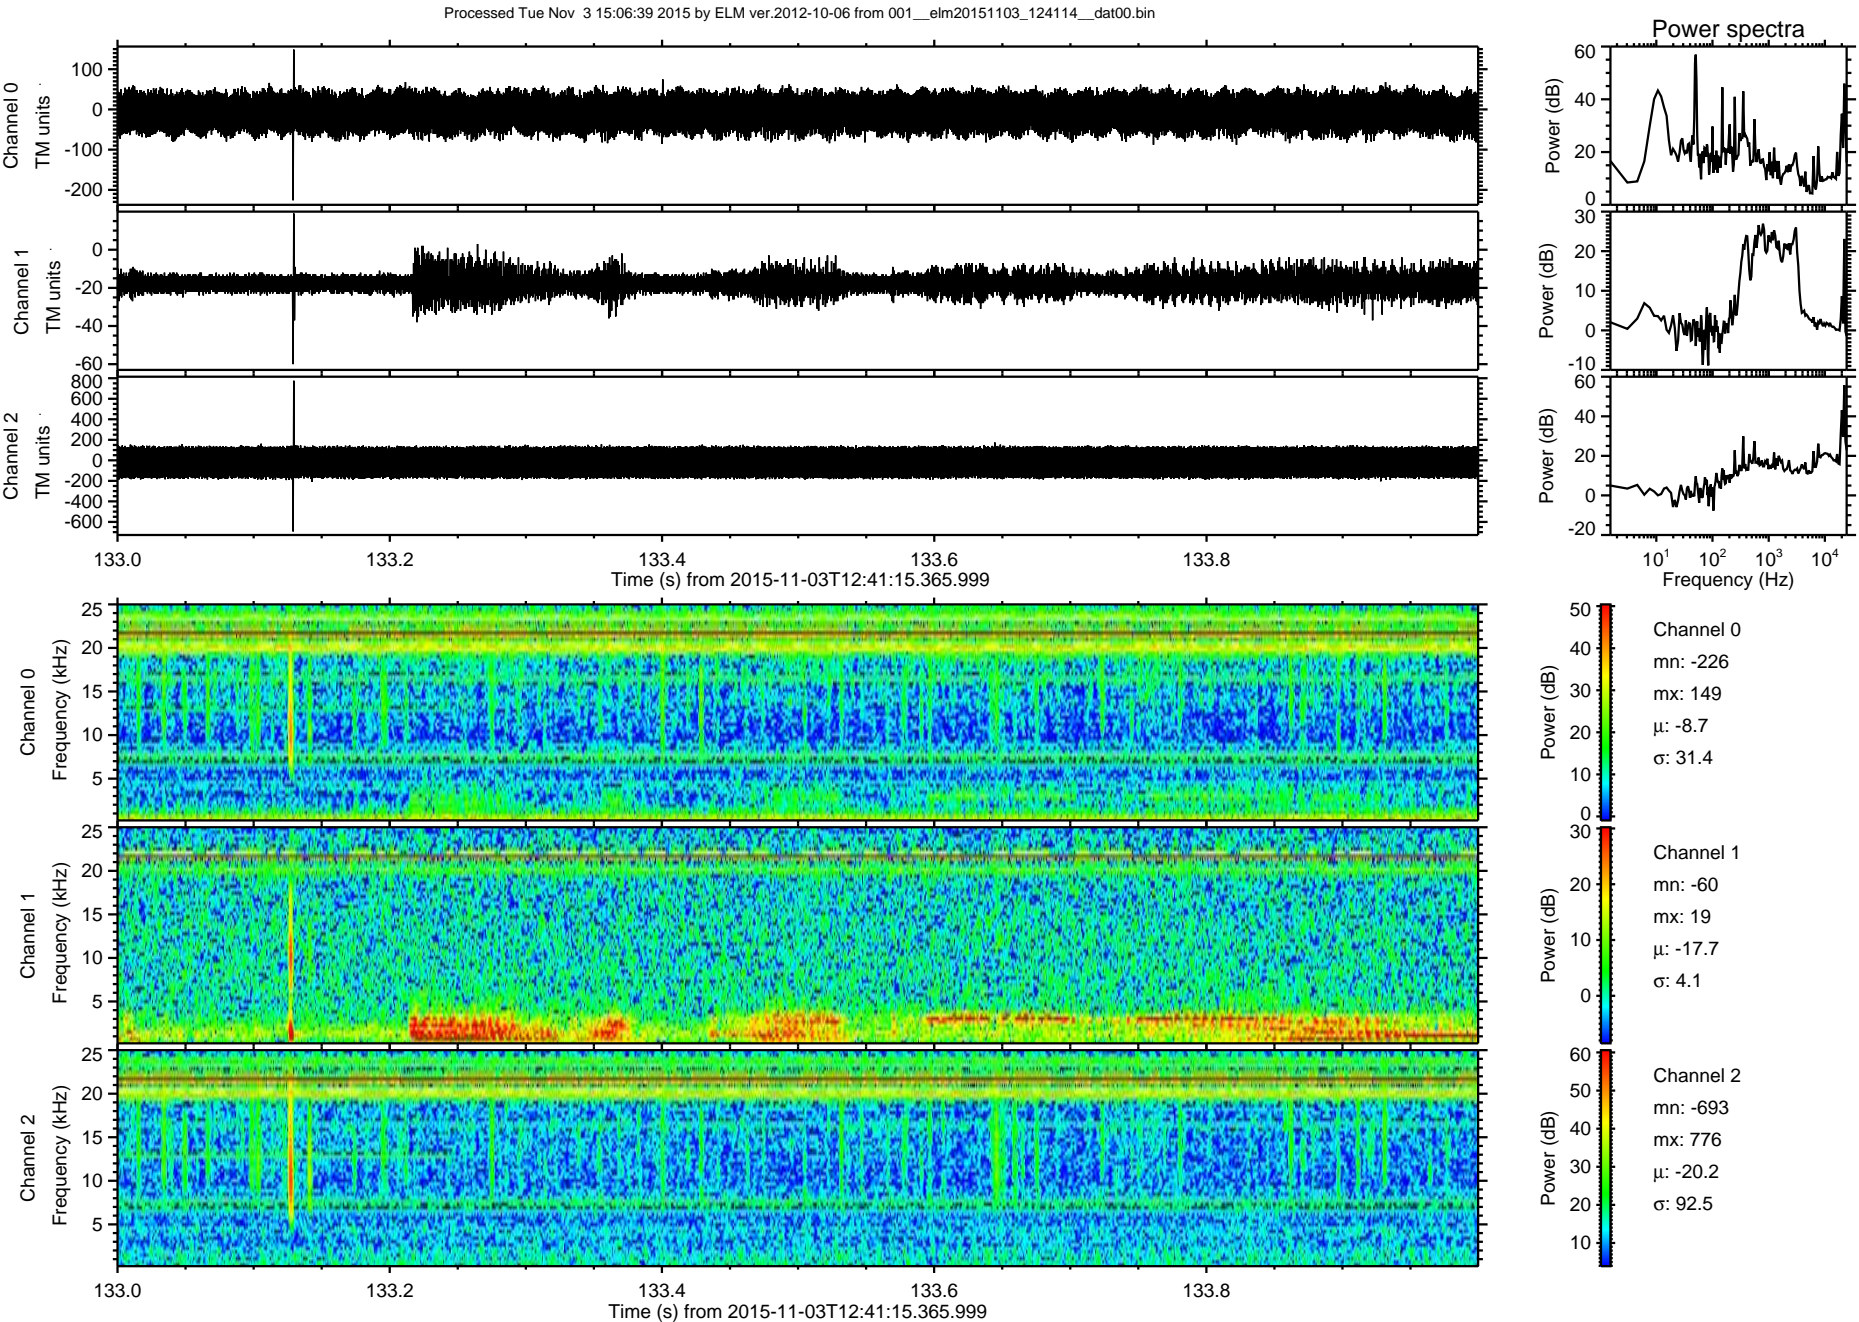 Processed Tue Nov 3 15:06:39 2015 by ELM ver.2012-10-06 from 001__elm20151103_124114__dat00.bin
Power spectra
Channel 0
TM units
100
0
-100
-200
Power (dB)
60
40
20
0
Channel 1
TM units
0
-20
-40
-60
Power (dB)
30
20
10
0
-10
Channel 2
TM units
800
600
400
200
0
-200
-400
-600
Power (dB)
60
40
20
0
-20
133.0 133.2 133.4 133.6 133.8
Time (s) from 2015-11-03T12:41:15.365.999
10¹ 10² 10³ 10⁴
Frequency (Hz)
Channel 0
Frequency (kHz)
25
20
15
10
5
Power (dB)
50
40
30
20
10
0
Channel 0
mn: -226
mx: 149
μ: -8.7
σ: 31.4
Channel 1
Frequency (kHz)
25
20
15
10
5
Power (dB)
30
20
10
0
Channel 1
mn: -60
mx: 19
μ: -17.7
σ: 4.1
Channel 2
Frequency (kHz)
25
20
15
10
5
Power (dB)
60
50
40
30
20
10
Channel 2
mn: -693
mx: 776
μ: -20.2
σ: 92.5
133.0 133.2 133.4 133.6 133.8
Time (s) from 2015-11-03T12:41:15.365.999